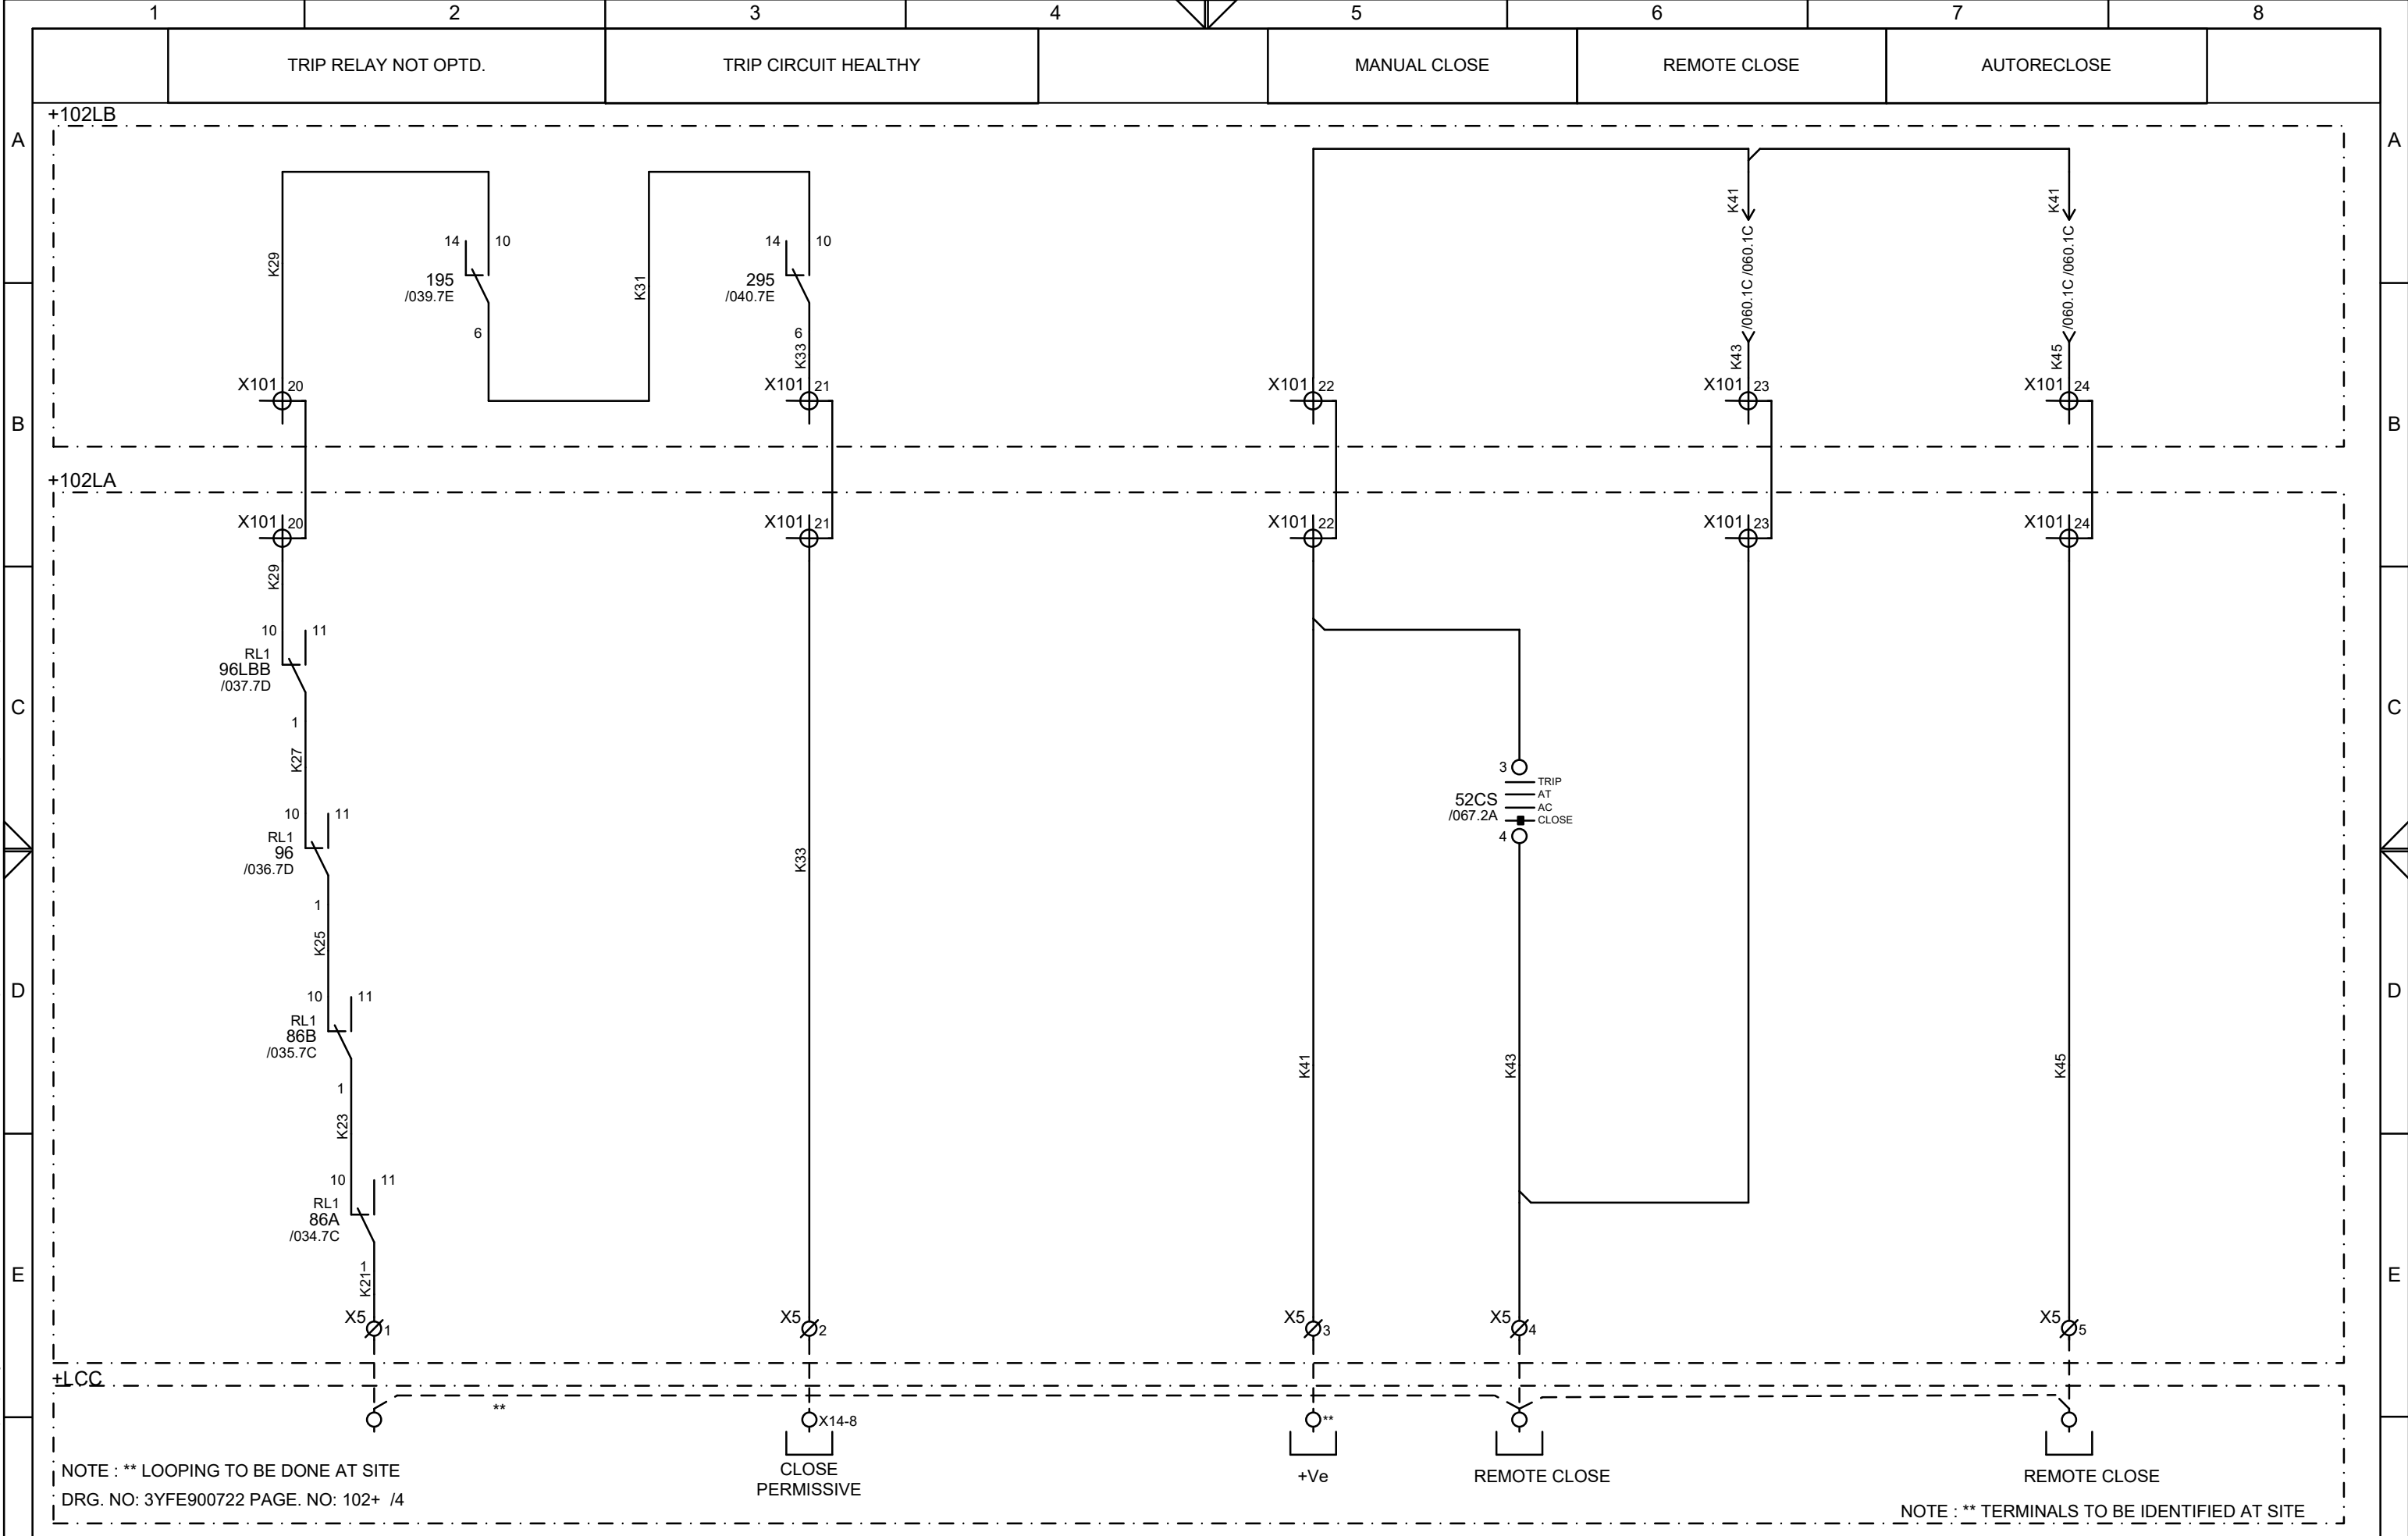 1 2 3 4 5 6 7 8
TRIP RELAY NOT OPTD. TRIP CIRCUIT HEALTHY MANUAL CLOSE REMOTE CLOSE AUTORECLOSE
+102LB
A A
K41 K41
14 10 14 10
K29 195 K31 295 /060.1C /060.1C /060.1C /060.1C
/039.7E /040.7E
6 6
K33 K43 K45
X101 20 X101 21 X101 22 X101 23 X101 24
B B
+102LA
X101 20 X101 21 X101 22 X101 23 X101 24
K29
10 11
RL1
96LBB
/037.7D
C C
1
K27
3
TRIP
AT
52CS AC
/067.2A CLOSE
4
10 11
RL1
96
/036.7D
K33
1
K25
D D
10 11
RL1
86B
/035.7C
K41 K43 K45
1
K23
10 11
RL1
86A
/034.7C
E E
1
K21
X5 1 X5 2 X5 3 X5 4 X5 5
+LCC
** X14-8 **
NOTE : ** LOOPING TO BE DONE AT SITE
CLOSE
PERMISSIVE
+Ve REMOTE CLOSE REMOTE CLOSE
DRG. NO: 3YFE900722 PAGE. NO: 102+ /4
NOTE : ** TERMINALS TO BE IDENTIFIED AT SITE